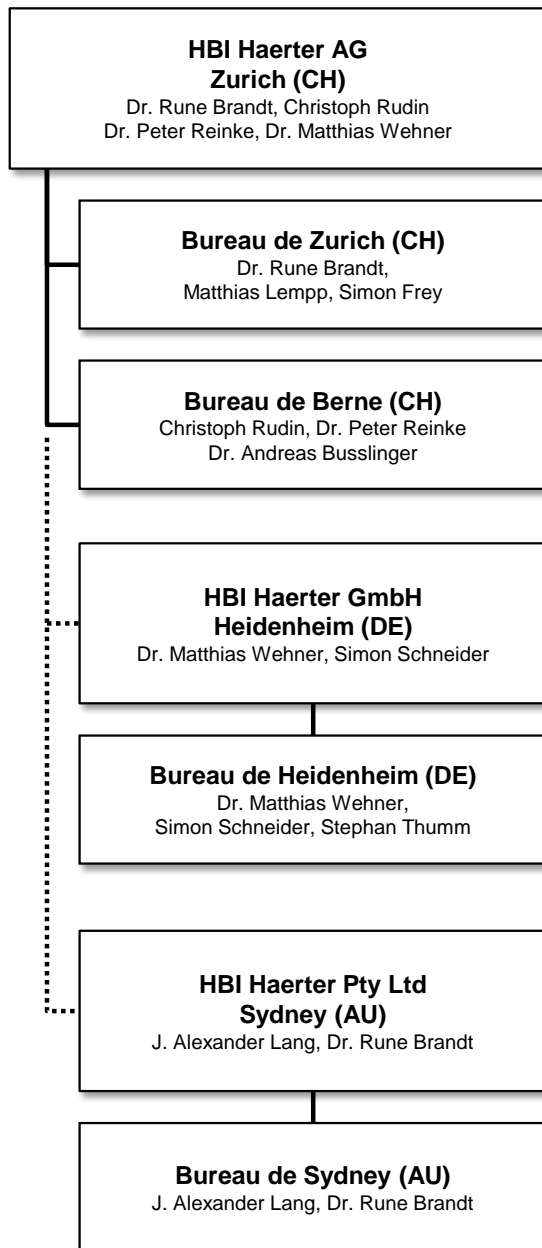 HBI Haerter AG
Zurich (CH)
Dr. Rune Brandt, Christoph Rudin
Dr. Peter Reinke, Dr. Matthias Wehner
Bureau de Zurich (CH)
Dr. Rune Brandt,
Matthias Lempp, Simon Frey
Bureau de Berne (CH)
Christoph Rudin, Dr. Peter Reinke
Dr. Andreas Busslinger
HBI Haerter GmbH
Heidenheim (DE)
Dr. Matthias Wehner, Simon Schneider
Bureau de Heidenheim (DE)
Dr. Matthias Wehner,
Simon Schneider, Stephan Thumm
HBI Haerter Pty Ltd
Sydney (AU)
J. Alexander Lang, Dr. Rune Brandt
Bureau de Sydney (AU)
J. Alexander Lang, Dr. Rune Brandt